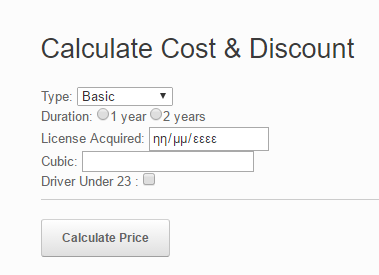 Calculate Cost & Discount
Type: Basic
Duration: 1 year 2 years
License Acquired: ηη/μμ/εεεε
Cubic:
Driver Under 23 :
Calculate Price